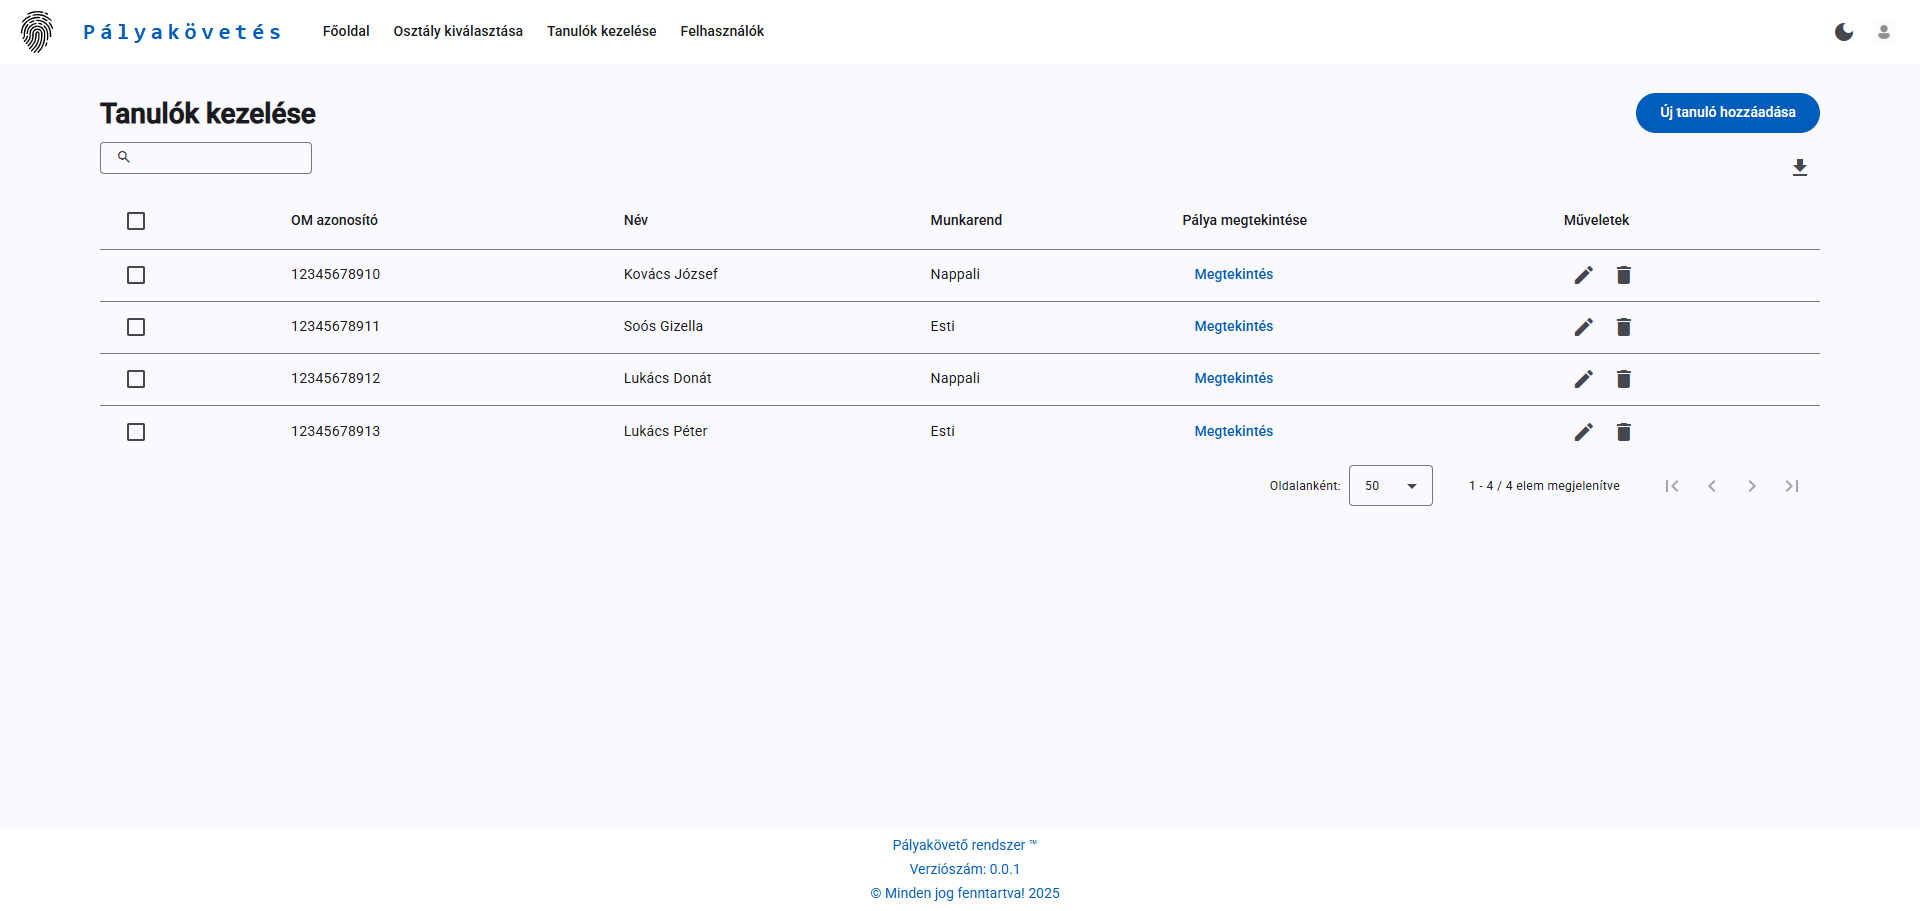 Pályakövetés Főoldal Osztály kiválasztása Tanulók kezelése Felhasználók
Tanulók kezelése
Új tanuló hozzáadása
OM azonosító Név Munkarend Pálya megtekintése Műveletek
12345678910 Kovács József Nappali Megtekintés
12345678911 Soós Gizella Esti Megtekintés
12345678912 Lukács Donát Nappali Megtekintés
12345678913 Lukács Péter Esti Megtekintés
Oldalanként: 50 1 - 4 / 4 elem megjelenítve
Pályakövető rendszer ™
Verziószám: 0.0.1
© Minden jog fenntartva! 2025